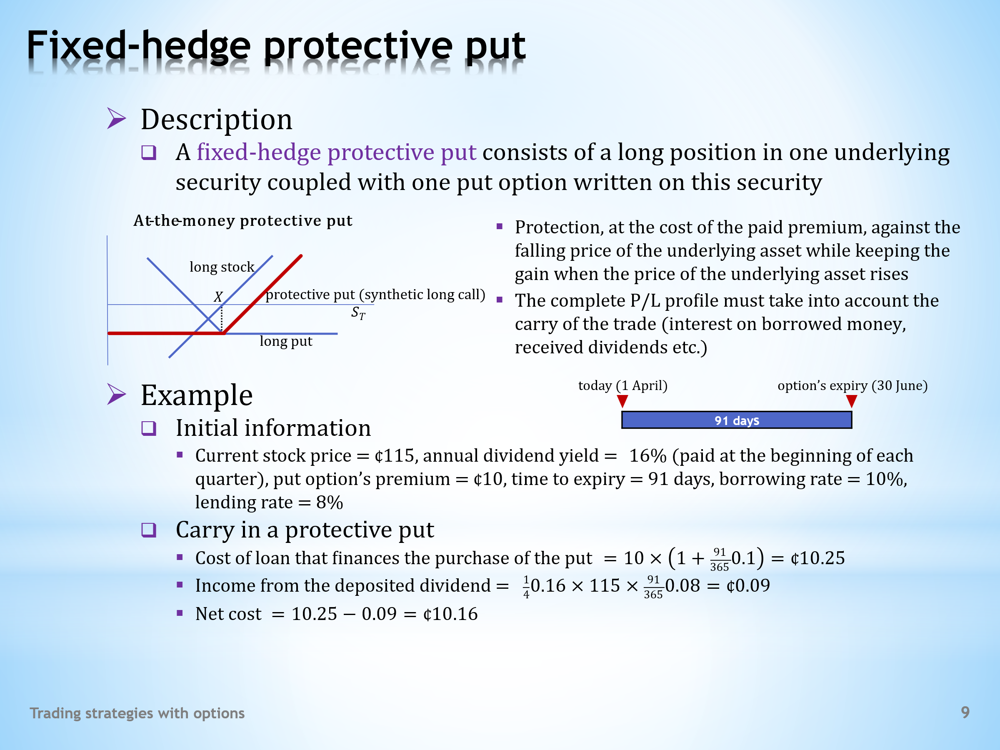 Fixed-hedge protective put
Description
A fixed-hedge protective put consists of a long position in one underlying
security coupled with one put option written on this security
At-the-money protective put
long stock
X
protective put (synthetic long call)
S_T
long put
Protection, at the cost of the paid premium, against the
falling price of the underlying asset while keeping the
gain when the price of the underlying asset rises
The complete P/L profile must take into account the
carry of the trade (interest on borrowed money,
received dividends etc.)
Example
today (1 April)
option’s expiry (30 June)
91 days
Initial information
Current stock price = ¢115, annual dividend yield = 16% (paid at the beginning of each
quarter), put option’s premium = ¢10, time to expiry = 91 days, borrowing rate = 10%,
lending rate = 8%
Carry in a protective put
Cost of loan that finances the purchase of the put = 10 × (1 + 91/365 0.1) = ¢10.25
Income from the deposited dividend = 1/4 0.16 × 115 × 91/365 0.08 = ¢0.09
Net cost = 10.25 − 0.09 = ¢10.16
Trading strategies with options
9